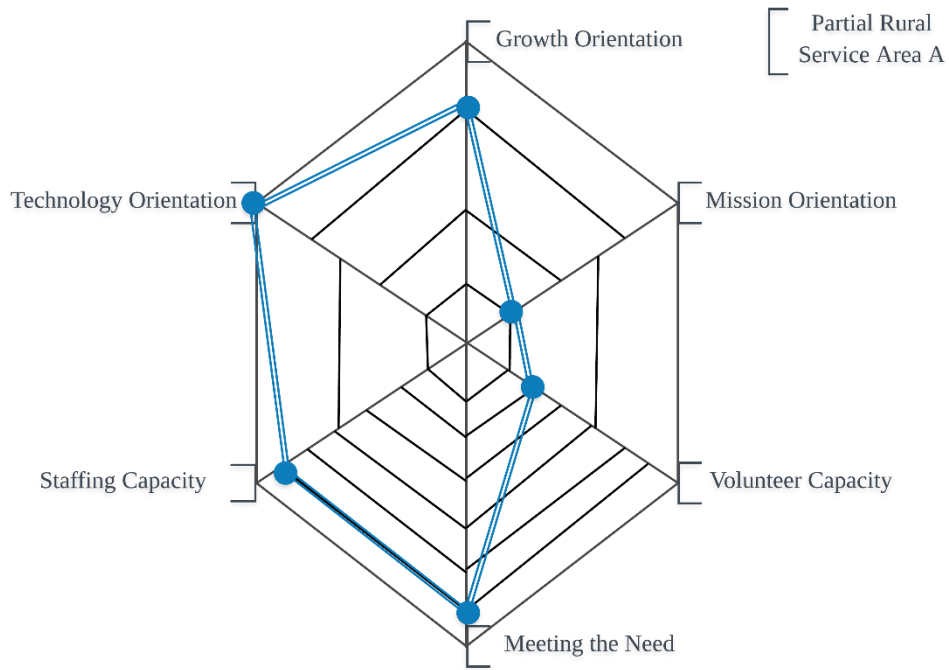 Partial Rural
Service Area A
Growth Orientation
Technology Orientation
Mission Orientation
Staffing Capacity
Volunteer Capacity
Meeting the Need